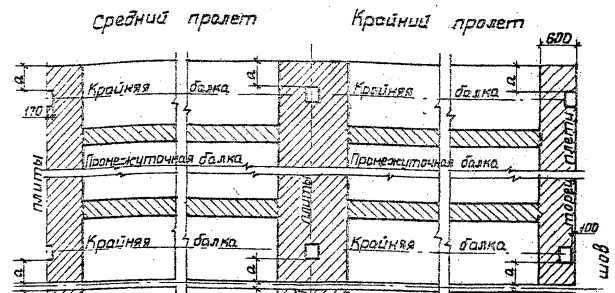 Средний пролет
Крайний пролет
600
а
а
а
Крайняя балка
Крайняя балка
170
Промежуточная балка
Промежуточная балка
плиты
плиты
торец плиты
100
Крайняя балка
Крайняя балка
шов
а
а
а